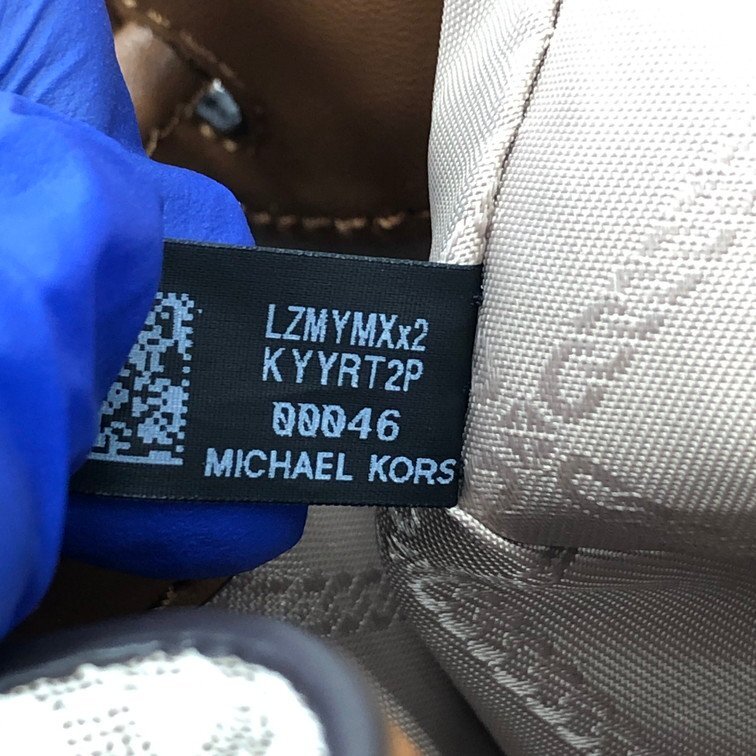 LZMYMXx2
KYYRT2P
00046
MICHAEL KORS